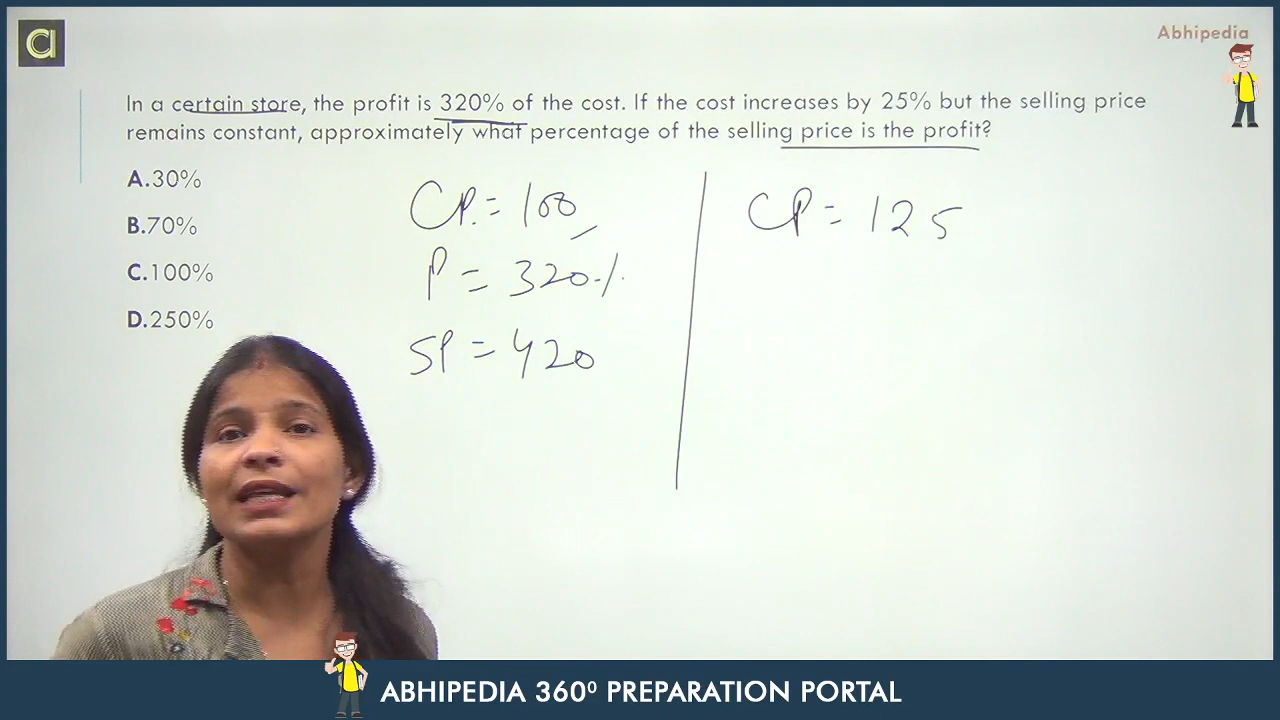 Abhipedia
In a certain store, the profit is 320% of the cost. If the cost increases by 25% but the selling price
remains constant, approximately what percentage of the selling price is the profit?
A.30%
B.70%
C.100%
D.250%
CP. = 100
P = 320%
SP = 420
CP = 125
ABHIPEDIA 360⁰ PREPARATION PORTAL